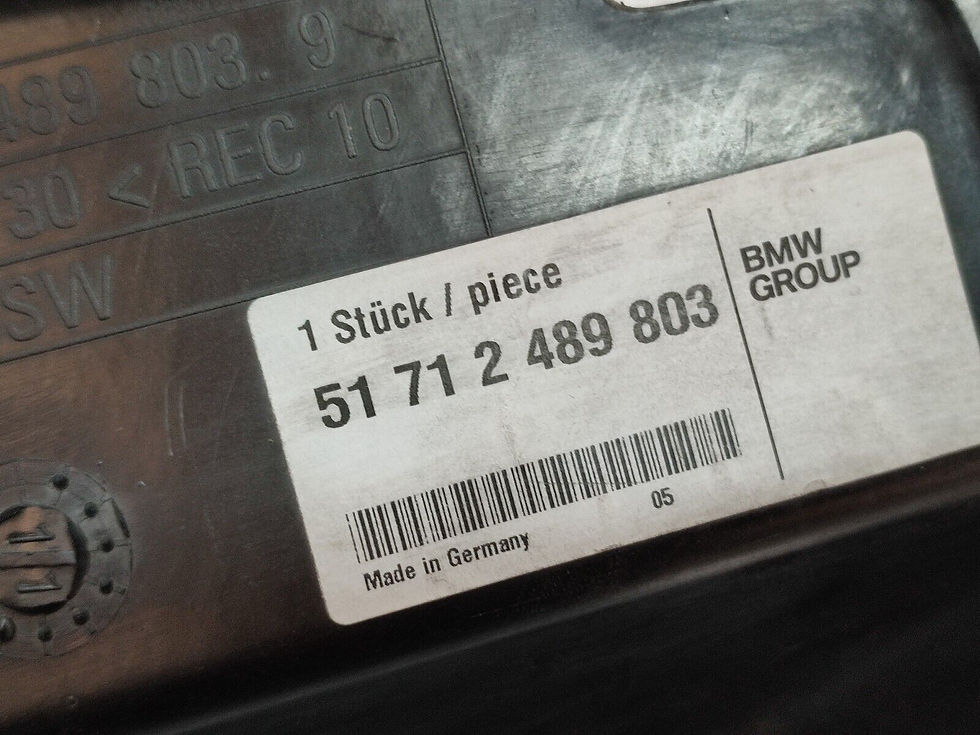 489 803. 9
30 < REC 10
SW
1 Stück / piece
51 71 2 489 803
05
Made in Germany
BMW
GROUP
11